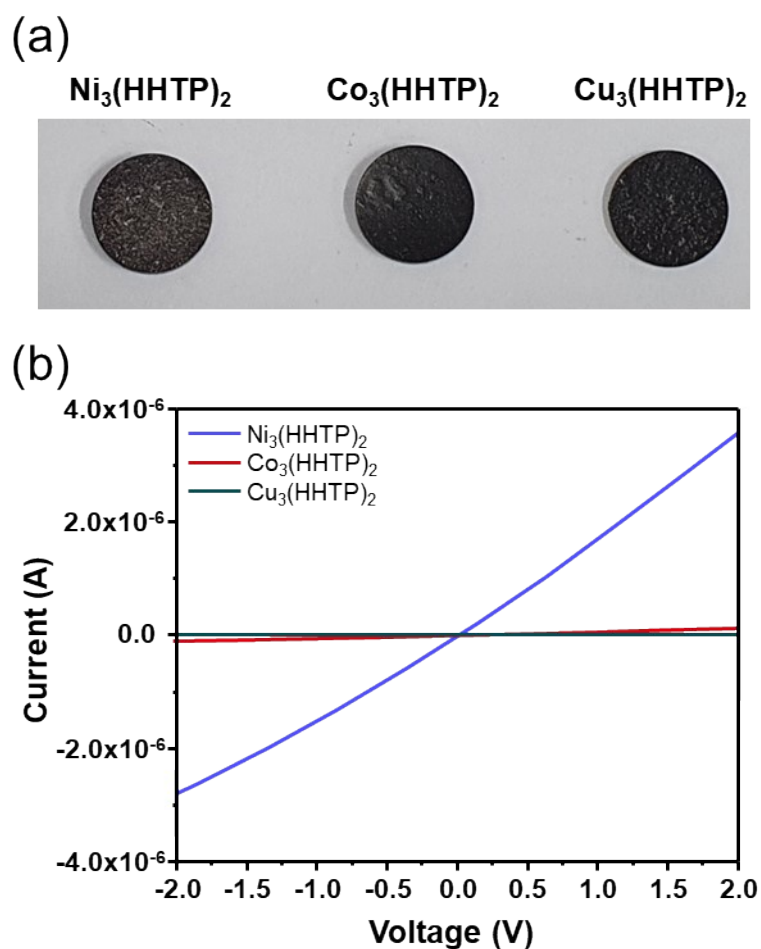 (a)
Ni₃(HHTP)₂ Co₃(HHTP)₂ Cu₃(HHTP)₂
(b)
4.0x10⁻⁶
2.0x10⁻⁶
0.0
-2.0x10⁻⁶
-4.0x10⁻⁶
Current (A)
Ni₃(HHTP)₂
Co₃(HHTP)₂
Cu₃(HHTP)₂
-2.0 -1.5 -1.0 -0.5 0.0 0.5 1.0 1.5 2.0
Voltage (V)